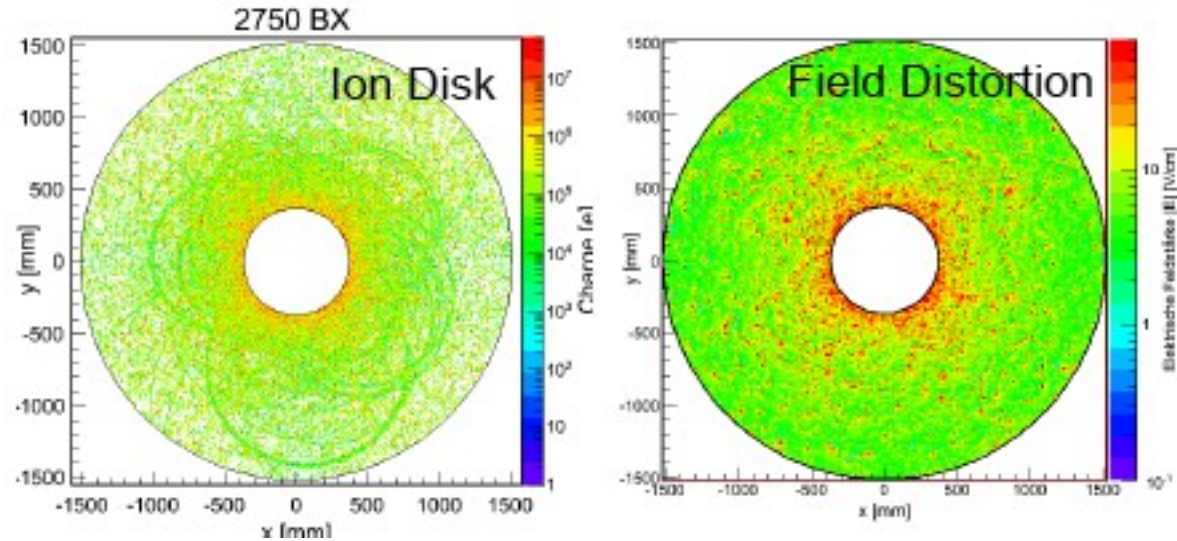 2750 BX
Ion Disk
1500
1000
500
0
-500
-1000
-1500
y [mm]
-1500 -1000 -500 0 500 1000 1500
x [mm]
10⁷
10⁶
10⁵
10⁴
10³
10²
10
1
Charge [e]
Field Distortion
1500
1000
500
0
-500
-1000
-1500
y [mm]
-1500 -1000 -500 0 500 1000 1500
x [mm]
10
1
10⁻¹
Elektrische Feldstärke |E| [V/cm]